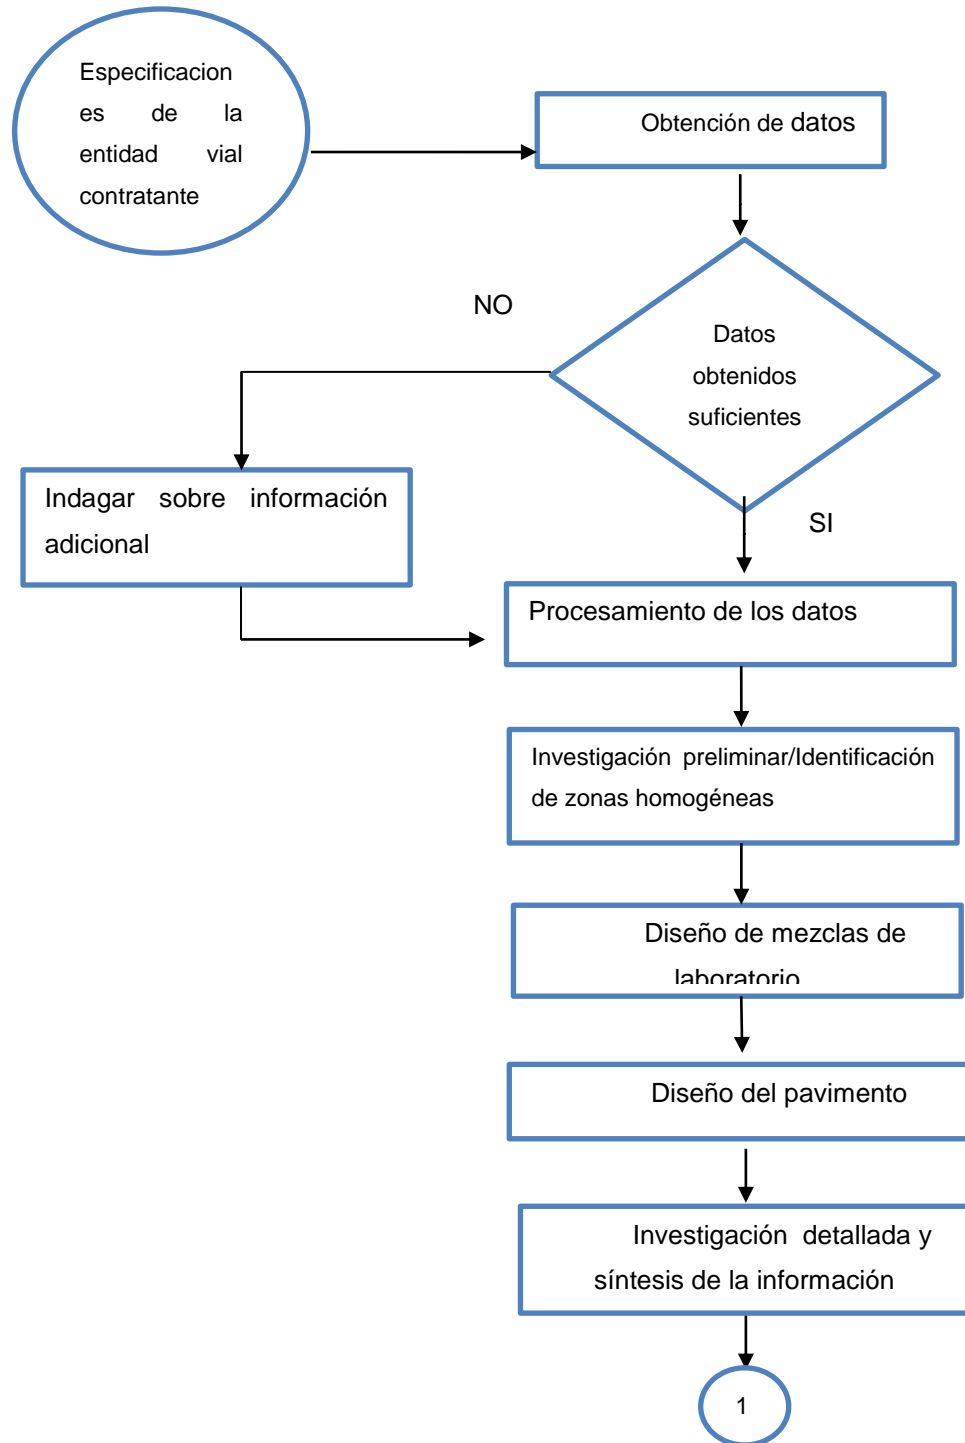 Especificacion
es de la
entidad vial
contratante
Obtención de datos
NO
Datos
obtenidos
suficientes
Indagar sobre información
adicional
SI
Procesamiento de los datos
Investigación preliminar/Identificación
de zonas homogéneas
Diseño de mezclas de
laboratorio
Diseño del pavimento
Investigación detallada y
síntesis de la información
1